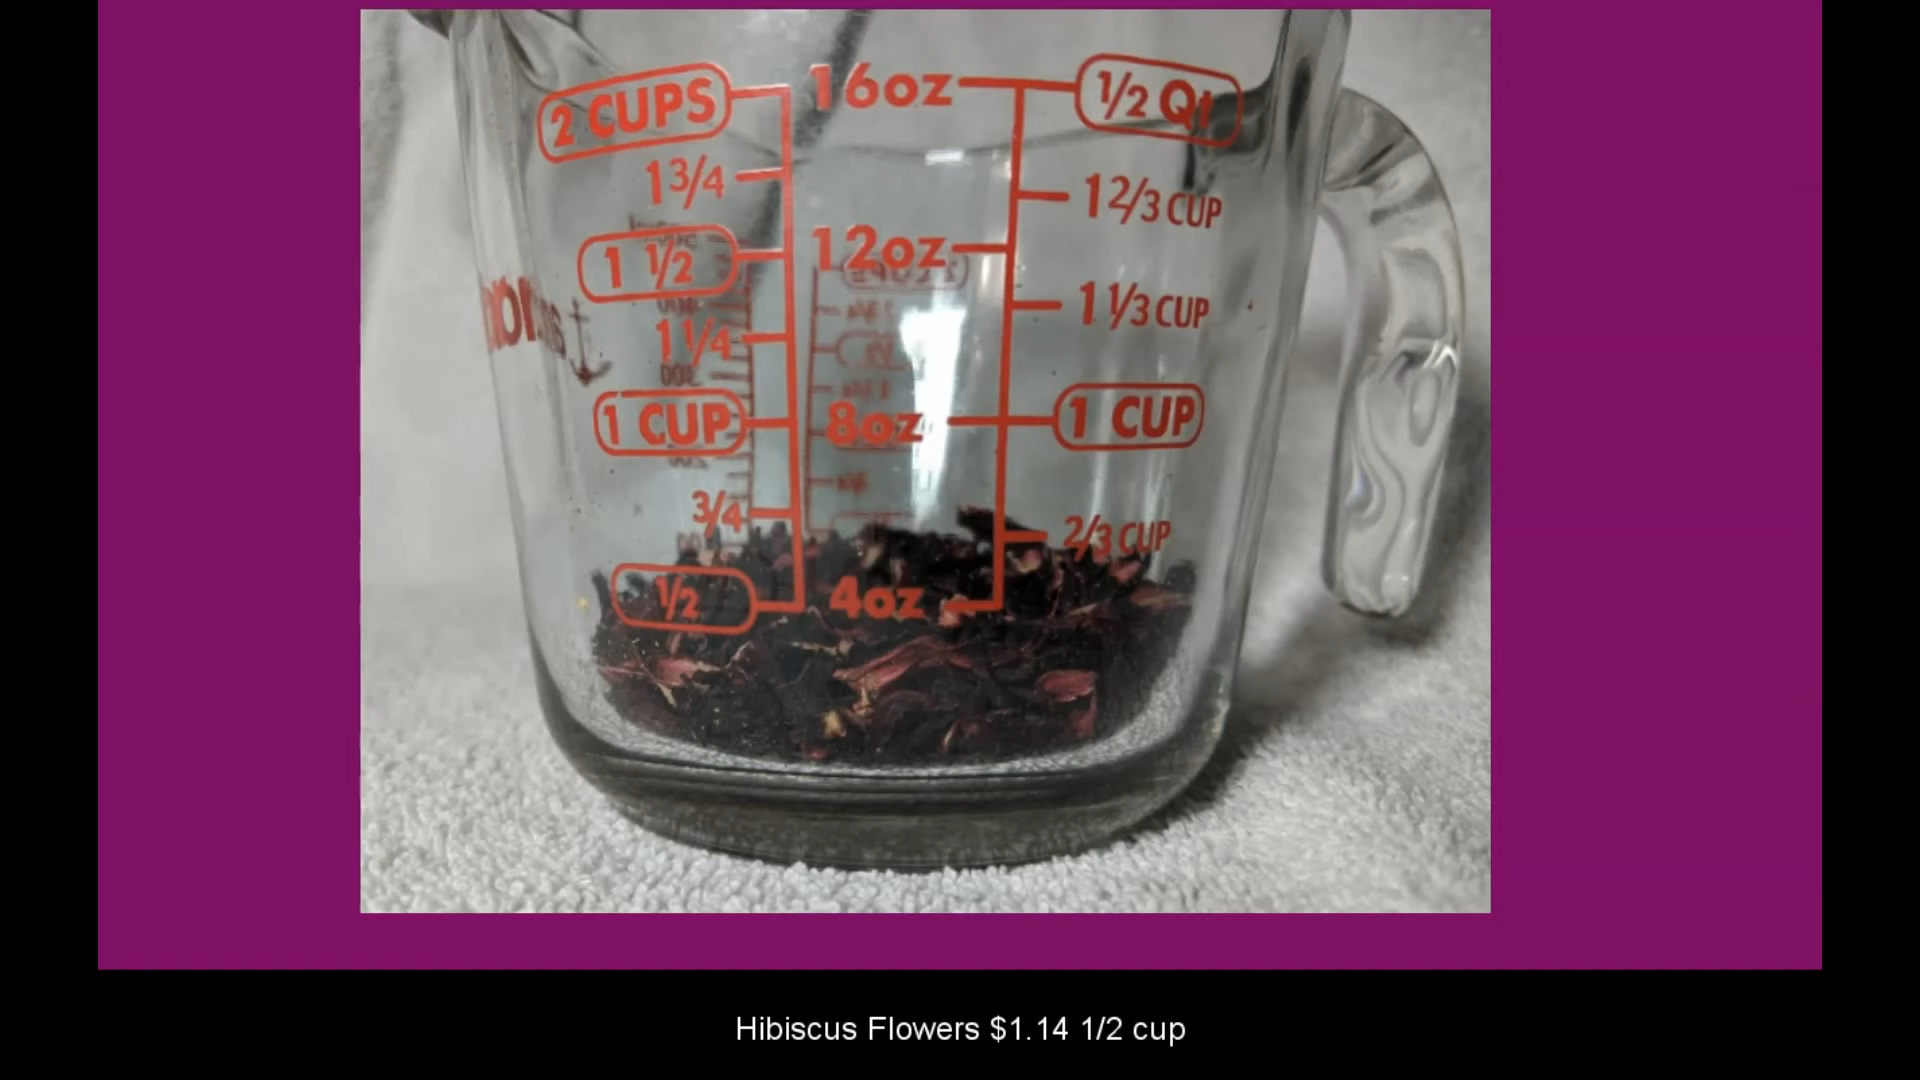 2 CUPS 16oz 1/2 Qt
1 3/4
1 2/3 CUP
1 1/2 12oz
1 1/3 CUP
1 1/4
1 CUP 8oz 1 CUP
3/4
2/3 CUP
1/2 4oz
Hibiscus Flowers $1.14 1/2 cup